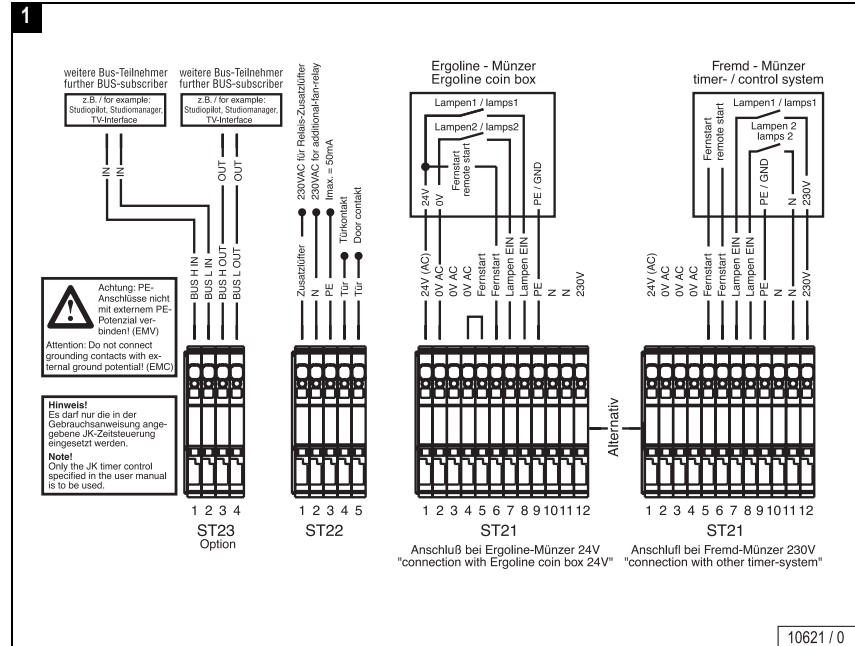 1
weitere Bus-Teilnehmer
further BUS-subscriber
z.B. / for example:
Studiopilot, Studiomanager,
TV-Interface
weitere Bus-Teilnehmer
further BUS-subscriber
z.B. / for example:
Studiopilot, Studiomanager,
TV-Interface
IN
IN
OUT
OUT
BUS H IN
BUS L IN
BUS H OUT
BUS L OUT
Achtung: PE-
Anschlüsse nicht
mit externem PE-
Potenzial ver-
binden! (EMV)
Attention: Do not connect
grounding contacts with ex-
ternal ground potential! (EMC)
Hinweis!
Es darf nur die in der
Gebrauchsanweisung ange-
gebene JK-Zeitsteuerung
eingesetzt werden.
Note!
Only the JK timer control
specified in the user manual
is to be used.
1 2 3 4
ST23
Option
230VAC für Relais-Zusatzlüfter
230VAC for additional-fan-relay
Imax. = 50mA
Türkontakt
Door contakt
Zusatzlüfter
N
PE
Tür
Tür
1 2 3 4 5
ST22
Ergoline - Münzer
Ergoline coin box
Lampen1 / lamps1
Lampen2 / lamps2
24V
0V
Fernstart
remote start
PE / GND
24V (AC)
0V AC
0V AC
0V AC
Fernstart
Fernstart
Lampen EIN
Lampen EIN
PE
N
N
230V
1 2 3 4 5 6 7 8 9 10 11 12
ST21
Anschluß bei Ergoline-Münzer 24V
"connection with Ergoline coin box 24V"
Alternativ
Fremd - Münzer
timer- / control system
Lampen1 / lamps1
Lampen 2
lamps 2
Fernstart
remote start
PE / GND
N
230V
24V (AC)
0V AC
0V AC
0V AC
Fernstart
Fernstart
Lampen EIN
Lampen EIN
PE
N
N
230V
1 2 3 4 5 6 7 8 9 10 11 12
ST21
Anschlufl bei Fremd-Münzer 230V
"connection with other timer-system"
10621 / 0